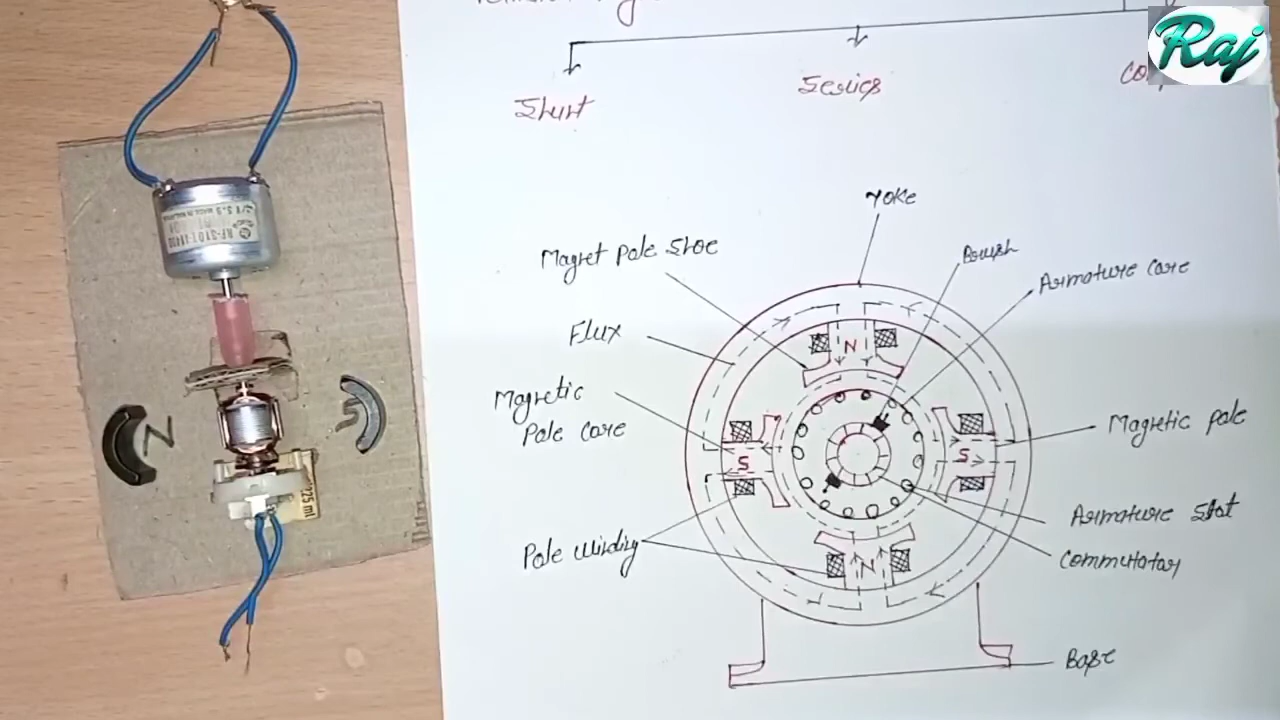 Raj
Shunt
Series
Yoke
Magnet Pole Shoe
Brush
Armature Core
Flux
N
Magnetic
Pole Core
Magnetic Pole
N
S
S
S
Armature Slot
Pole Winding
N
Commutator
Base